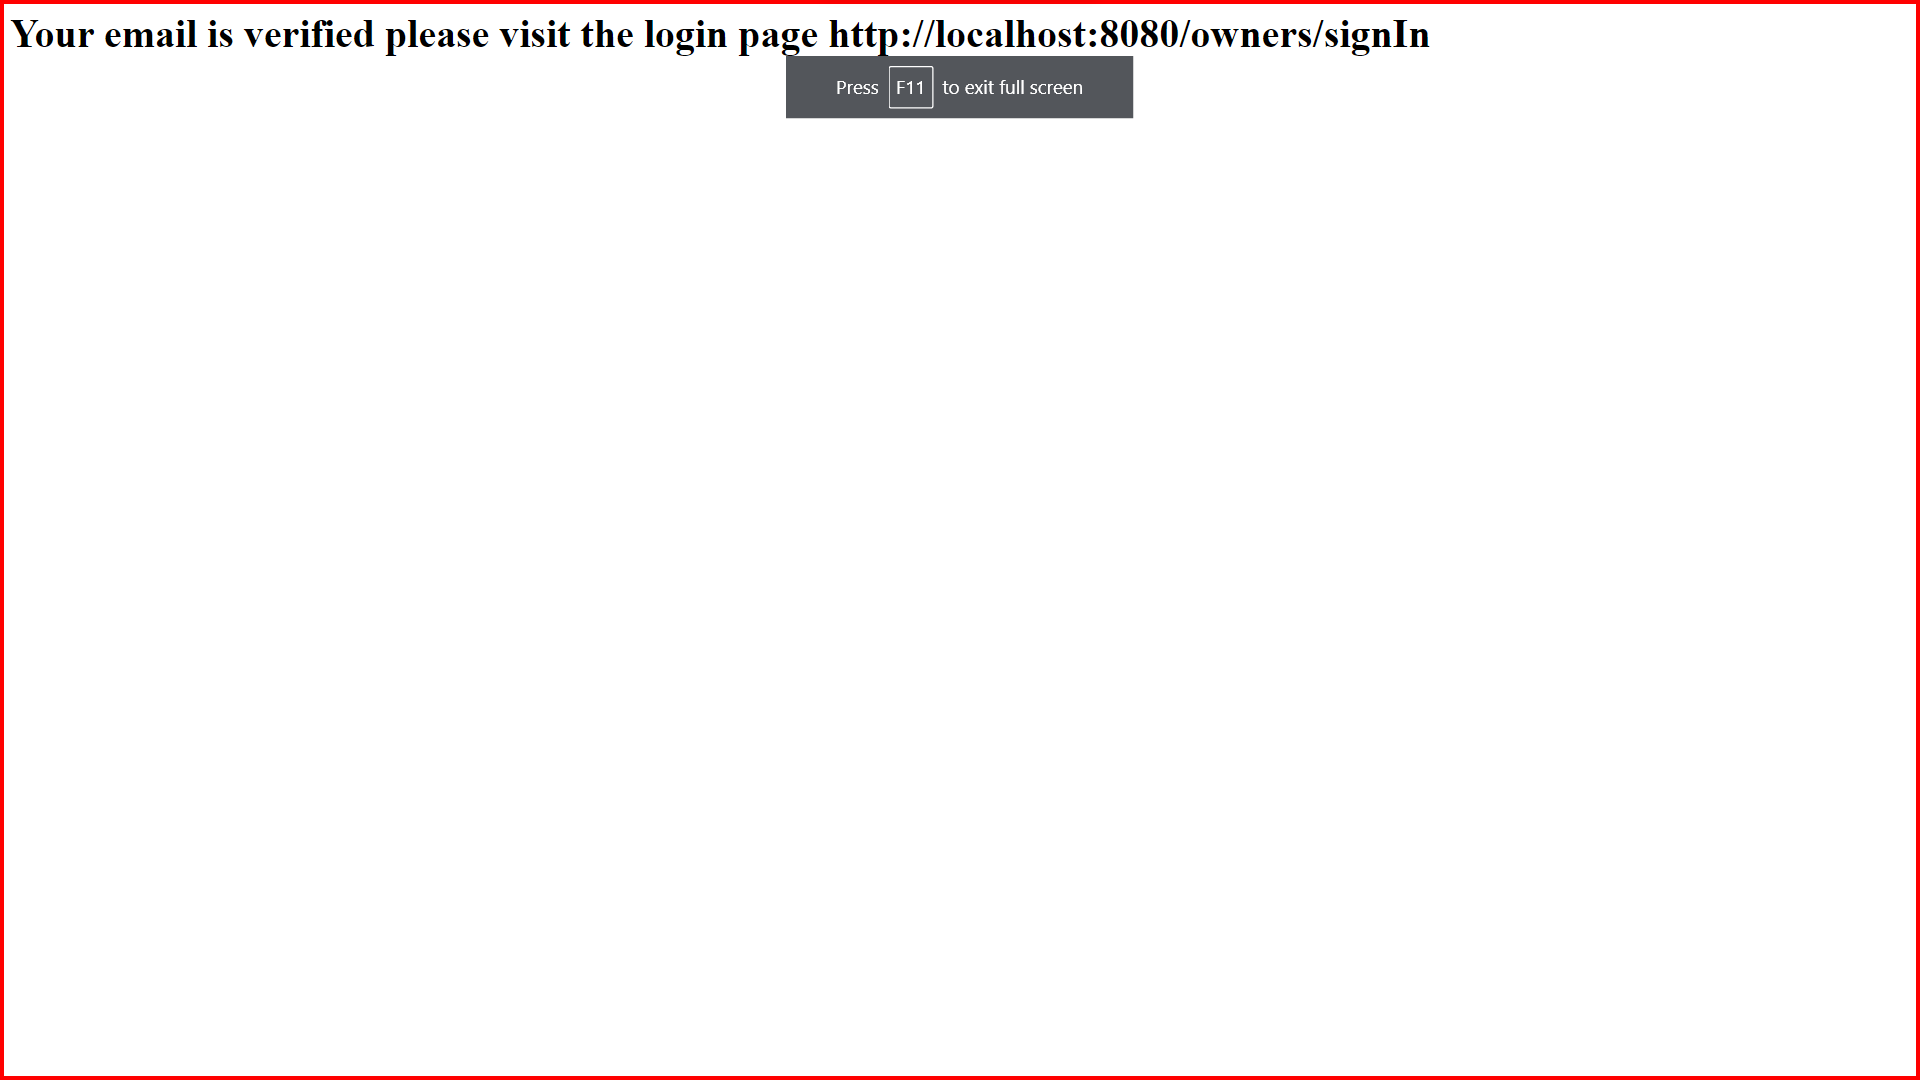 Your email is verified please visit the login page http://localhost:8080/owners/signIn
Press F11 to exit full screen